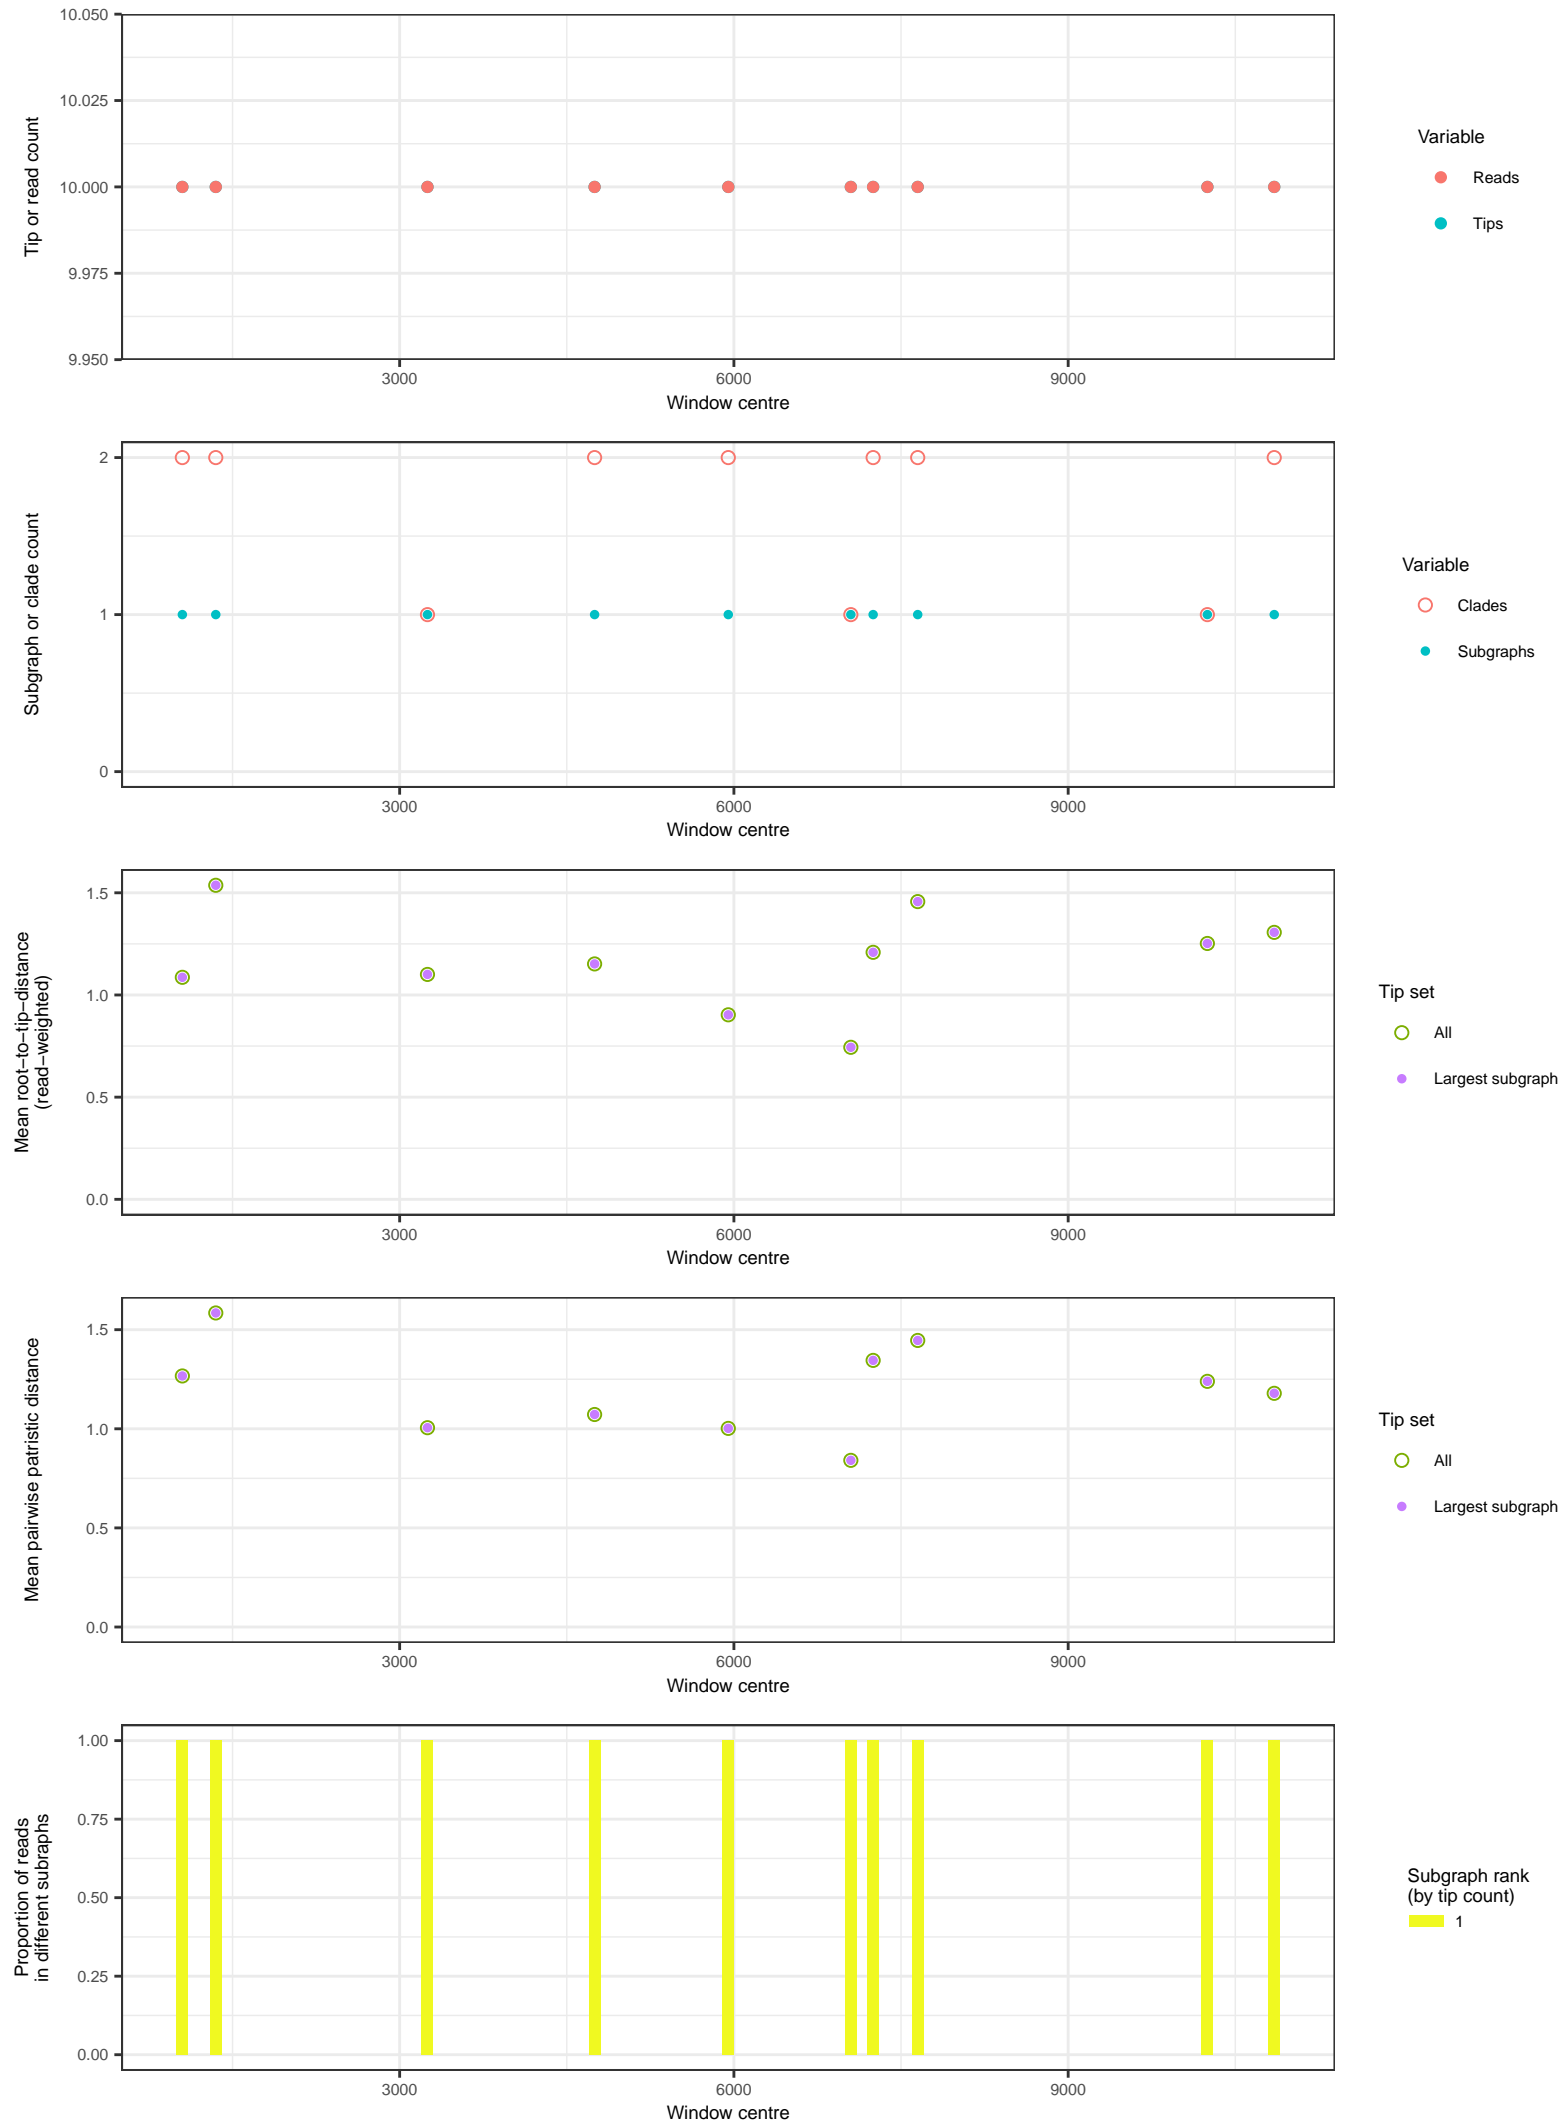 10.050
10.025
10.000
9.975
9.950
Tip or read count
3000
6000
9000
Window centre
Variable
Reads
Tips
2
1
0
Subgraph or clade count
3000
6000
9000
Window centre
Variable
Clades
Subgraphs
1.5
1.0
0.5
0.0
Mean root−to−tip−distance
(read−weighted)
3000
6000
9000
Window centre
Tip set
All
Largest subgraph
1.5
1.0
0.5
0.0
Mean pairwise patristic distance
3000
6000
9000
Window centre
Tip set
All
Largest subgraph
1.00
0.75
0.50
0.25
0.00
Proportion of reads
in different subraphs
3000
6000
9000
Window centre
Subgraph rank
(by tip count)
1